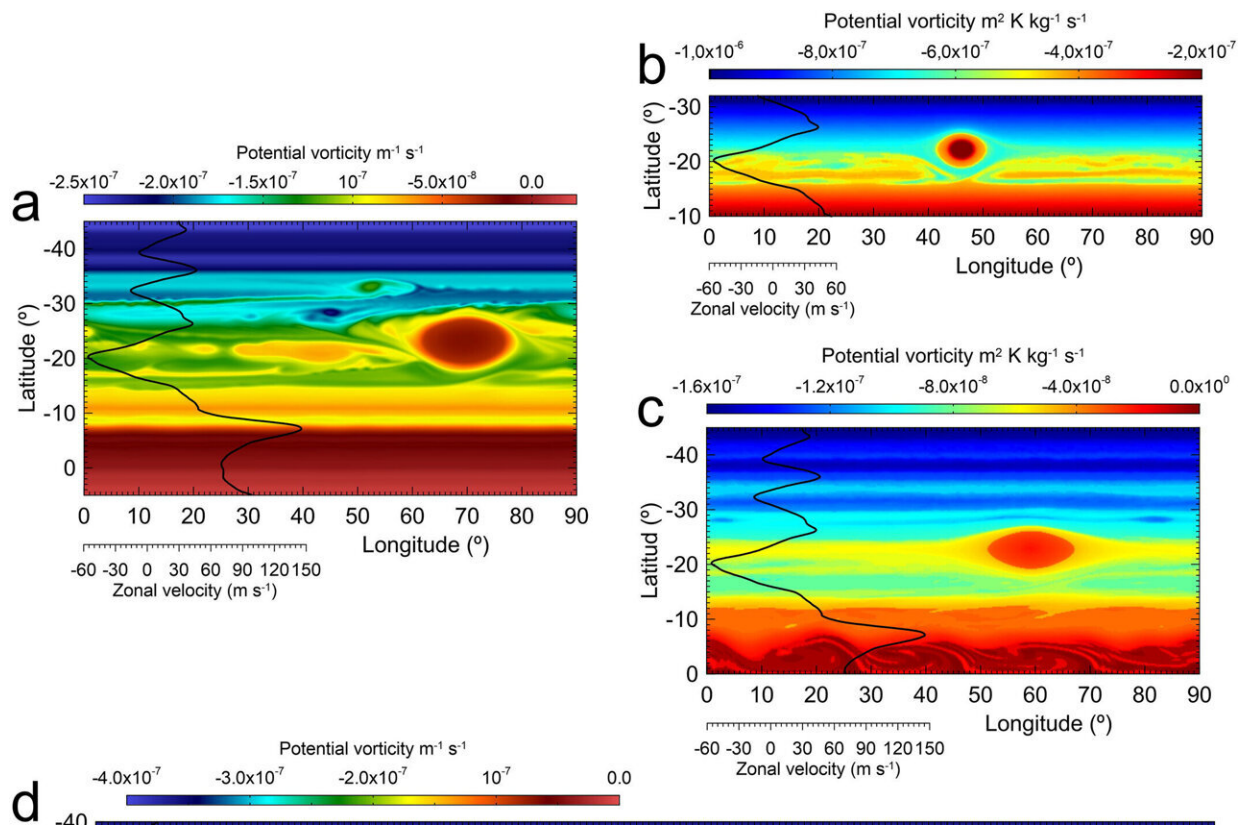 a
Potential vorticity m⁻¹ s⁻¹
-2.5x10⁻⁷ -2.0x10⁻⁷ -1.5x10⁻⁷ 10⁻⁷ -5.0x10⁻⁸ 0.0
Latitude (º)
-40
-30
-20
-10
0
0 10 20 30 40 50 60 70 80 90
Longitude (º)
-60 -30 0 30 60 90 120 150
Zonal velocity (m s⁻¹)
b
Potential vorticity m² K kg⁻¹ s⁻¹
-1,0x10⁻⁶ -8,0x10⁻⁷ -6,0x10⁻⁷ -4,0x10⁻⁷ -2,0x10⁻⁷
Latitude (º)
-30
-20
-10
0 10 20 30 40 50 60 70 80 90
Longitude (º)
-60 -30 0 30 60
Zonal velocity (m s⁻¹)
c
Potential vorticity m² K kg⁻¹ s⁻¹
-1.6x10⁻⁷ -1.2x10⁻⁷ -8.0x10⁻⁸ -4.0x10⁻⁸ 0.0x10⁰
Latitud (º)
-40
-30
-20
-10
0
0 10 20 30 40 50 60 70 80 90
Longitude (º)
-60 -30 0 30 60 90 120 150
Zonal velocity (m s⁻¹)
d
Potential vorticity m⁻¹ s⁻¹
-4.0x10⁻⁷ -3.0x10⁻⁷ -2.0x10⁻⁷ 10⁻⁷ 0.0
-40